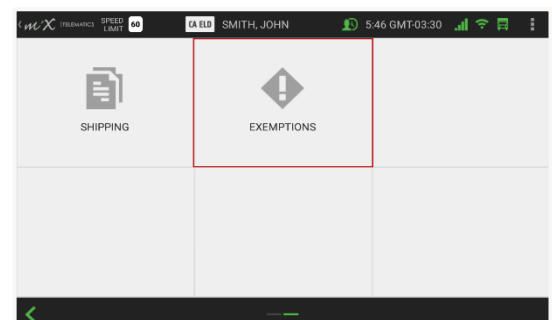 miX TELEMATICS SPEED LIMIT 60 CA ELD SMITH, JOHN 5:46 GMT-03:30
SHIPPING EXEMPTIONS